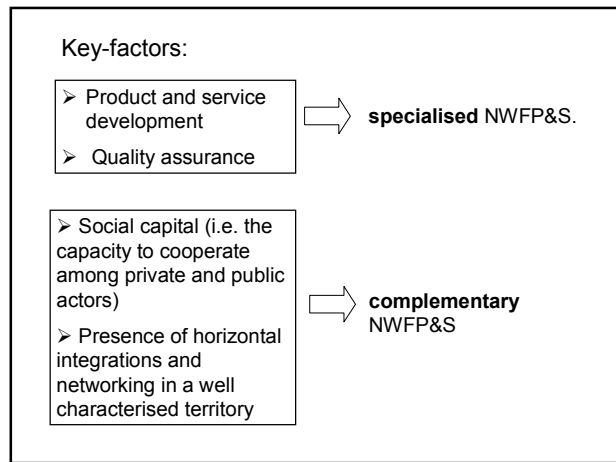 Key-factors:
➢ Product and service
development
➢ Quality assurance
specialised NWFP&S.
➢ Social capital (i.e. the
capacity to cooperate
among private and public
actors)
➢ Presence of horizontal
integrations and
networking in a well
characterised territory
complementary
NWFP&S